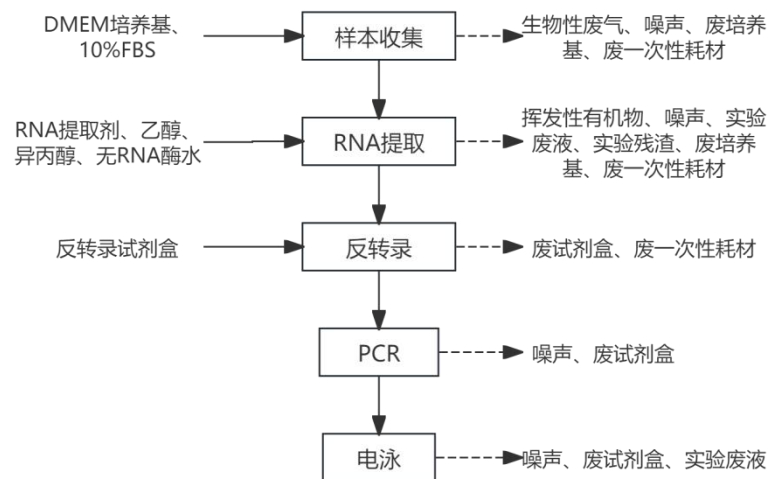 DMEM培养基、
10%FBS
样本收集
生物性废气、噪声、废培养
基、废一次性耗材
RNA提取剂、乙醇、
异丙醇、无RNA酶水
RNA提取
挥发性有机物、噪声、实验
废液、实验残渣、废培养
基、废一次性耗材
反转录试剂盒
反转录
废试剂盒、废一次性耗材
PCR
噪声、废试剂盒
电泳
噪声、废试剂盒、实验废液